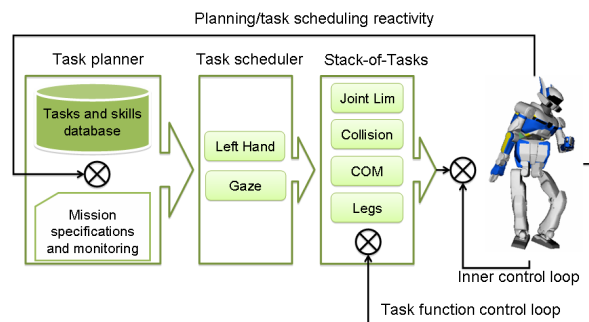 Planning/task scheduling reactivity
Task planner
Task scheduler
Stack-of-Tasks
Tasks and skills
database
Mission
specifications
and monitoring
Left Hand
Gaze
Joint Lim
Collision
COM
Legs
Inner control loop
Task function control loop